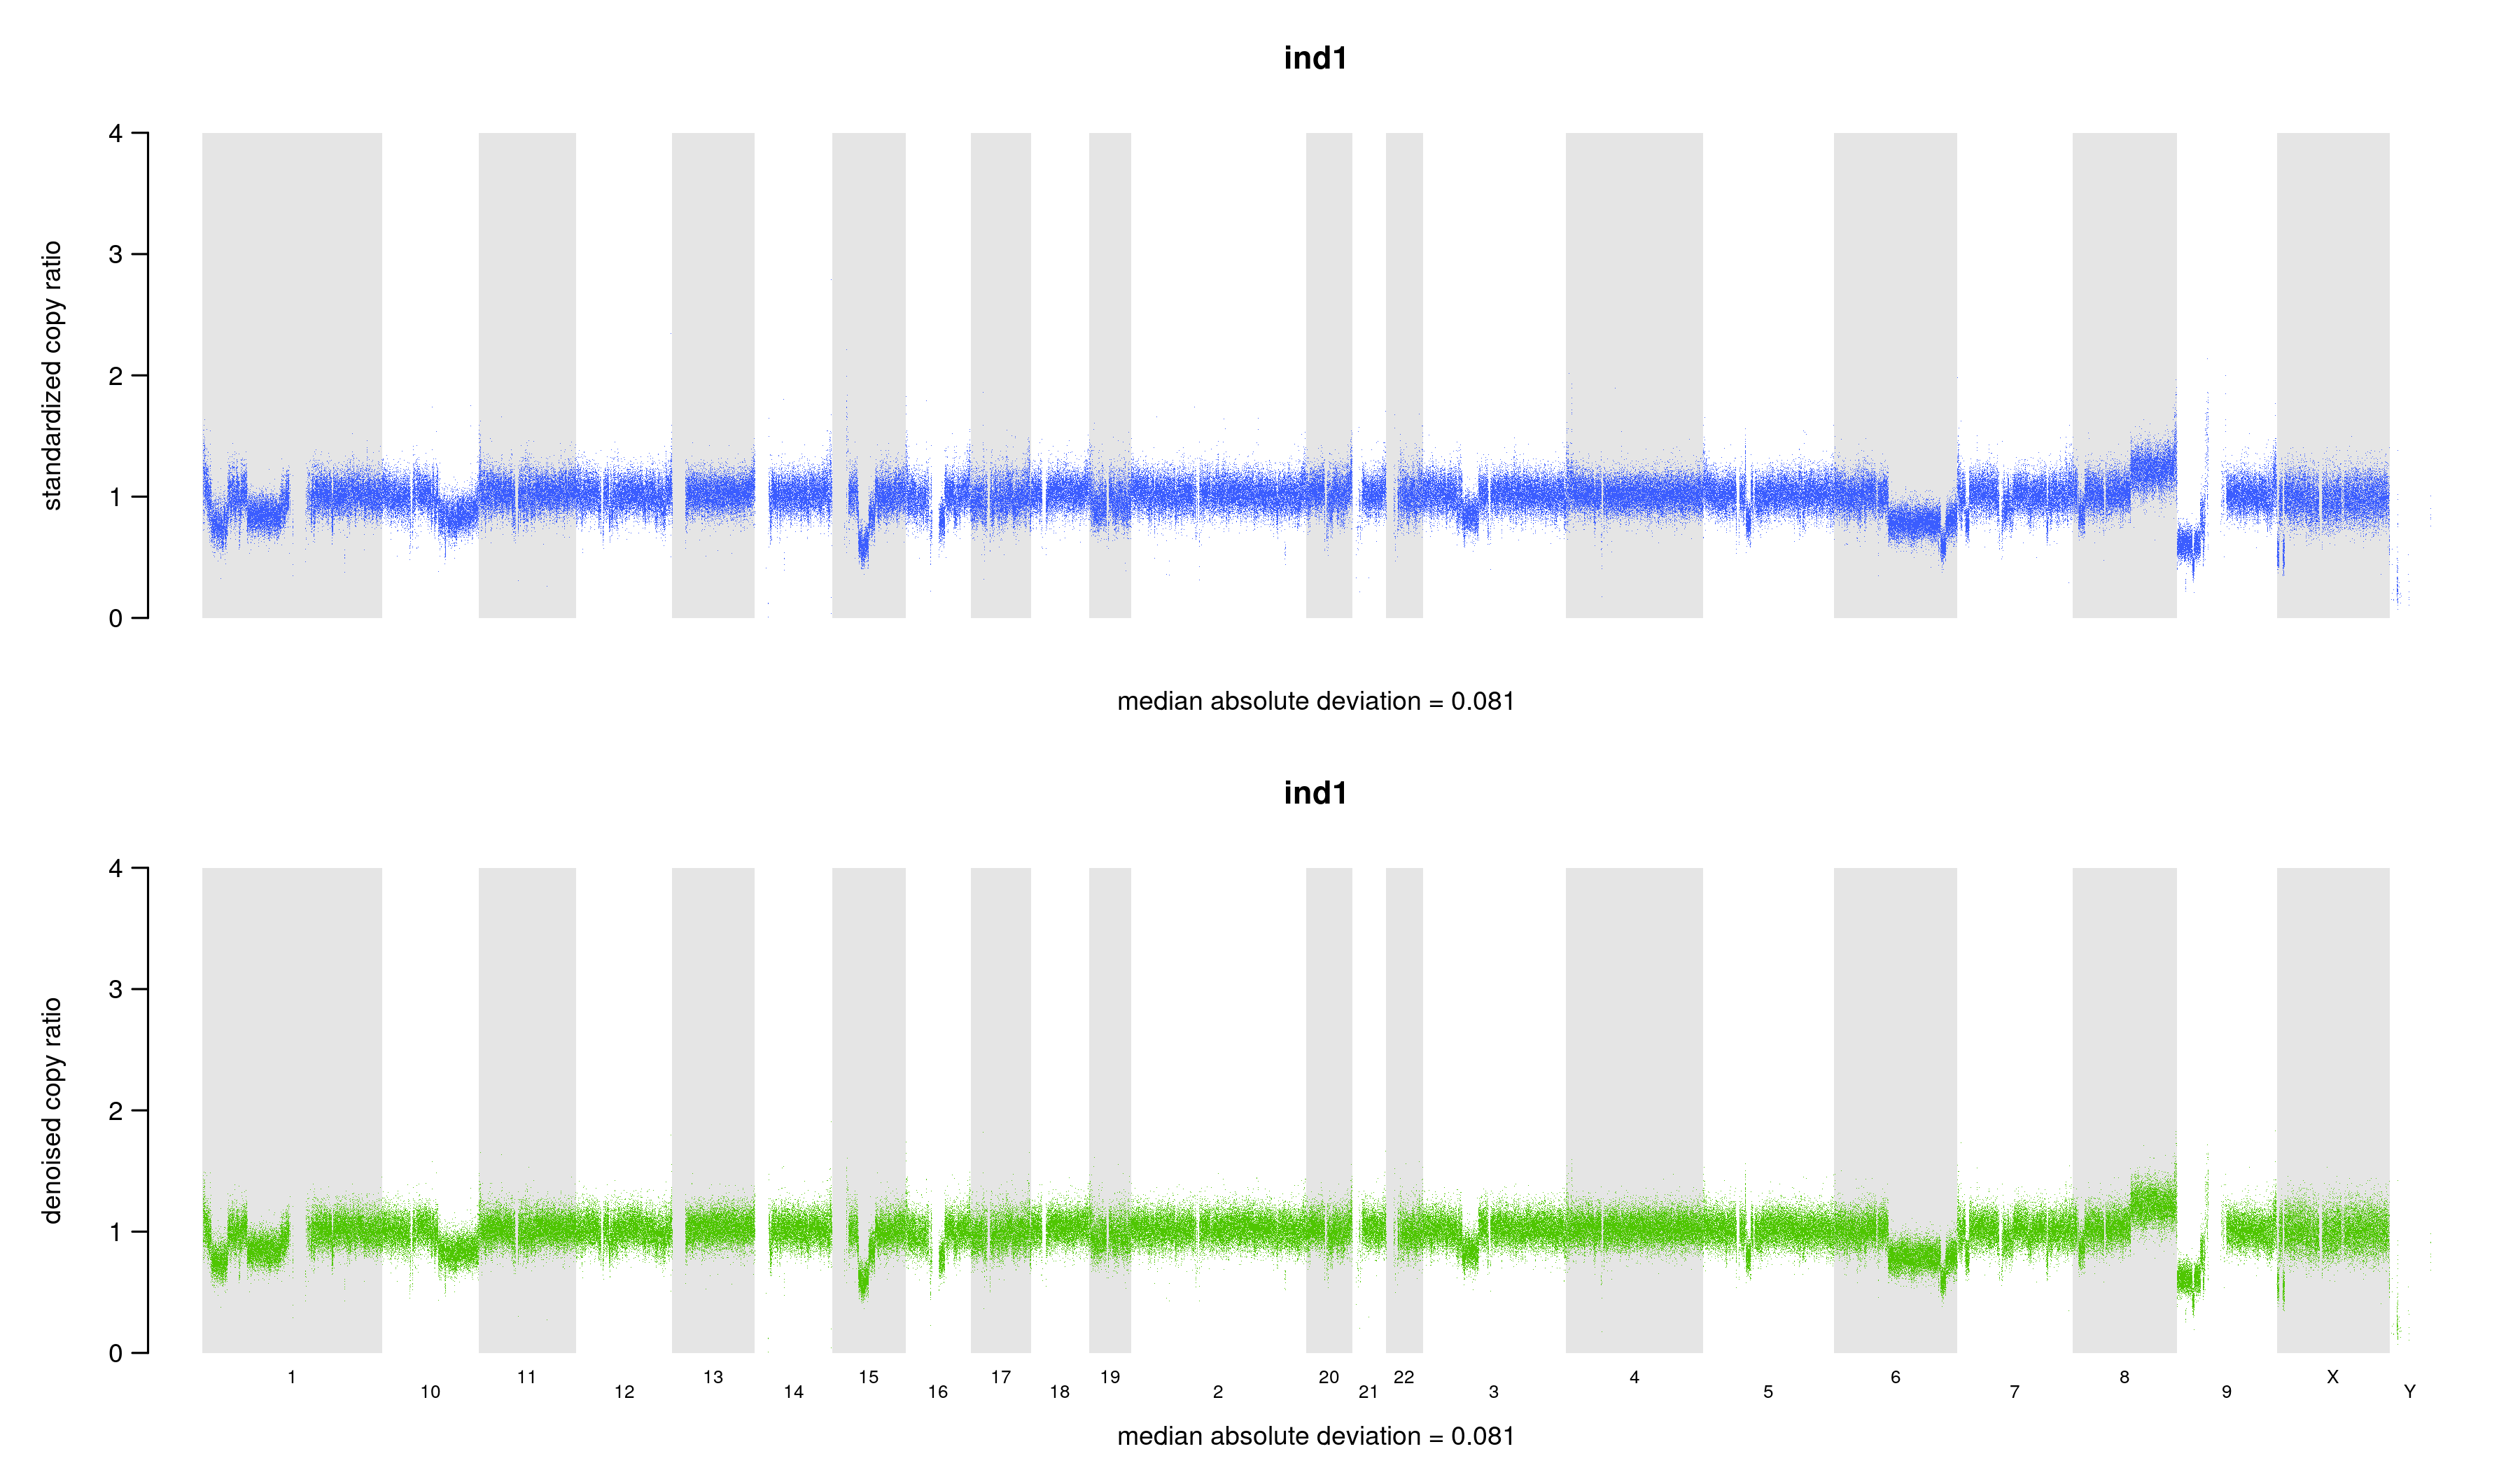 ind1
4
3
2
1
0
standardized copy ratio
median absolute deviation = 0.081
ind1
4
3
2
1
0
denoised copy ratio
1 11 13 15 17 19 20 22 4 6 8 X
10 12 14 16 18 2 21 3 5 7 9 Y
median absolute deviation = 0.081